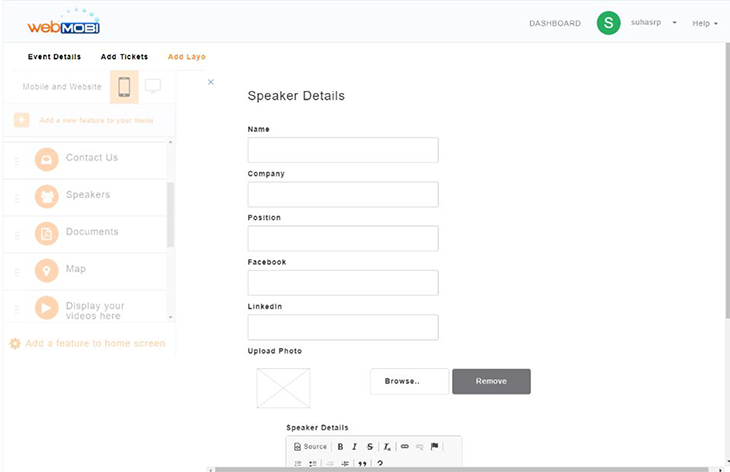 webMOBI
DASHBOARD
S
suhasrp
Help
Event Details
Add Tickets
Add Layo
Mobile and Website
Add a new feature to your menu
Contact Us
Speakers
Documents
Map
Display your
videos here
Add a feature to home screen
Speaker Details
Name
Company
Position
Facebook
LinkedIn
Upload Photo
Browse..
Remove
Speaker Details
Source B I S Ix